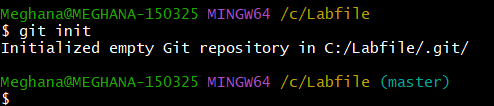 Meghana@MEGHANA-150325 MINGW64 /c/Labfile
$ git init
Initialized empty Git repository in C:/Labfile/.git/
Meghana@MEGHANA-150325 MINGW64 /c/Labfile (master)
$